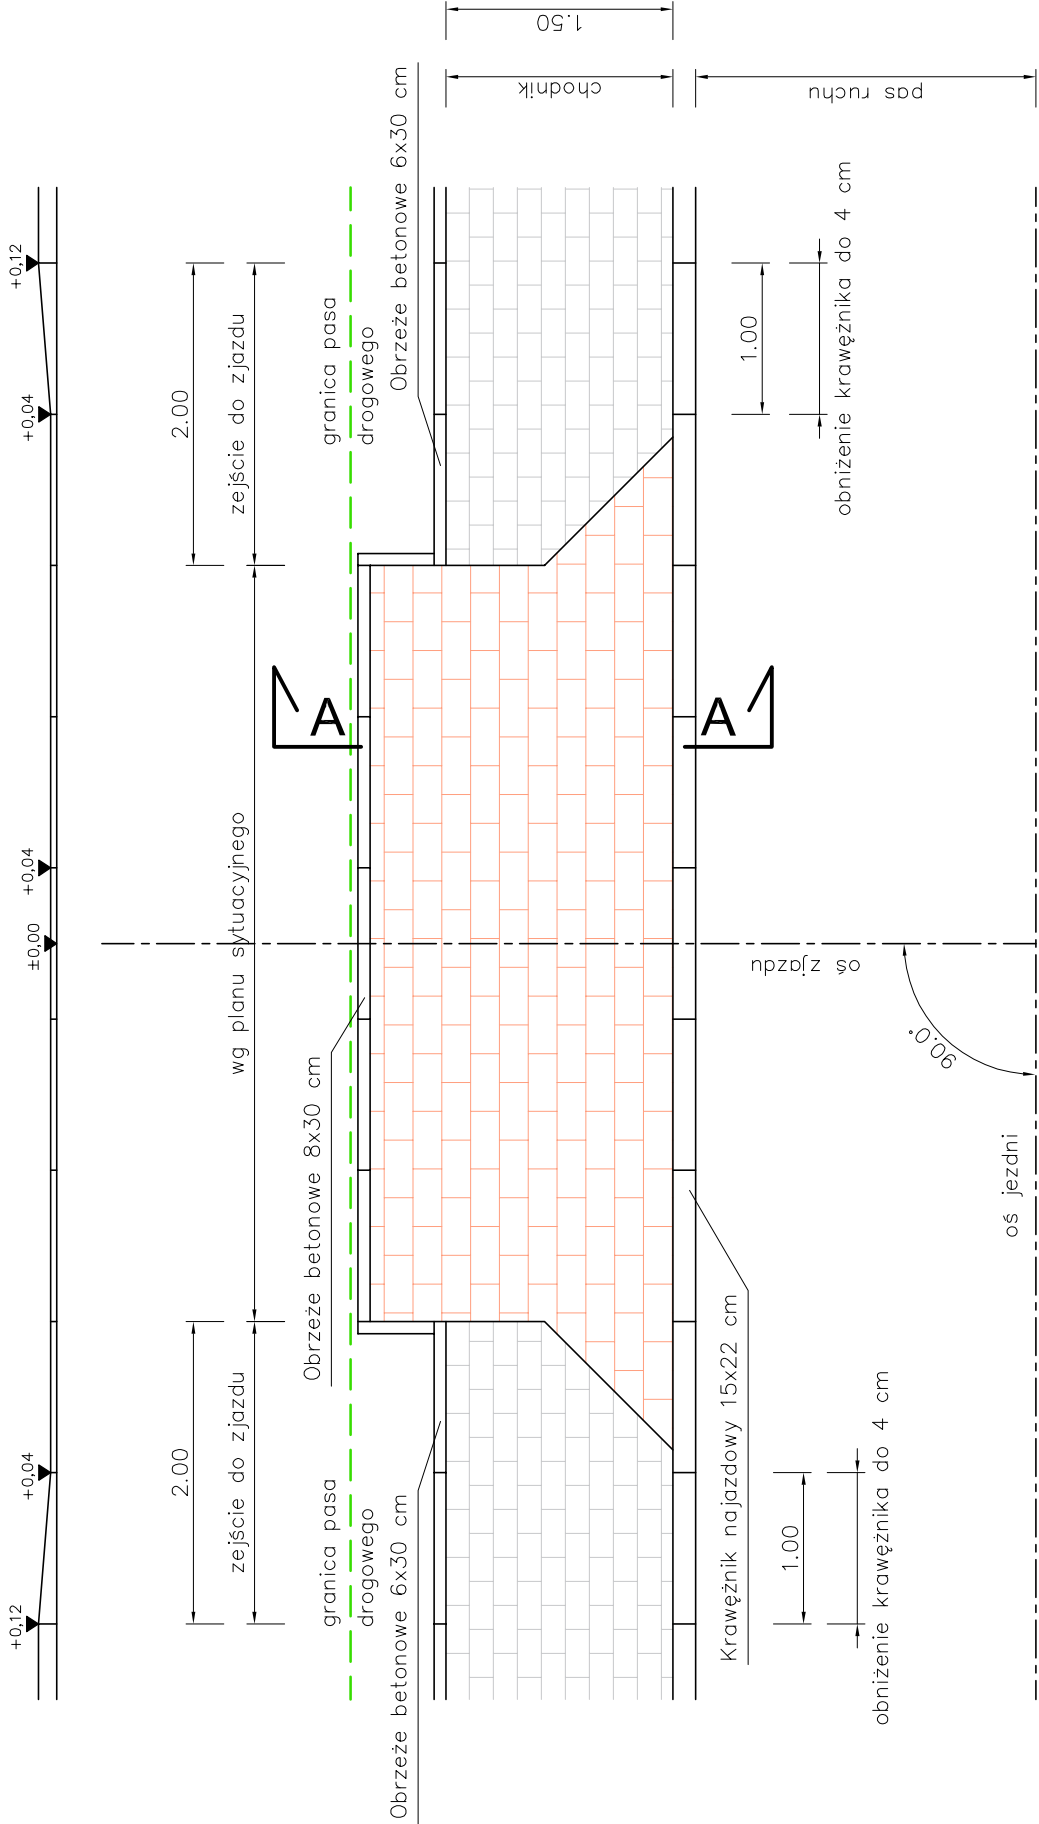 +0,12
+0,04
±0,00
+0,04
+0,04
+0,12
2.00
zejście do zjazdu
wg planu sytuacyjnego
2.00
zejście do zjazdu
granica pasa
drogowego
Obrzeże betonowe 6x30 cm
Obrzeże betonowe 8x30 cm
granica pasa
drogowego
Obrzeże betonowe 6x30 cm
A
A
chodnik
1.50
pas ruchu
Krawężnik najazdowy 15x22 cm
oś zjazdu
1.00
obniżenie krawężnika do 4 cm
1.00
obniżenie krawężnika do 4 cm
90.0°
oś jezdni